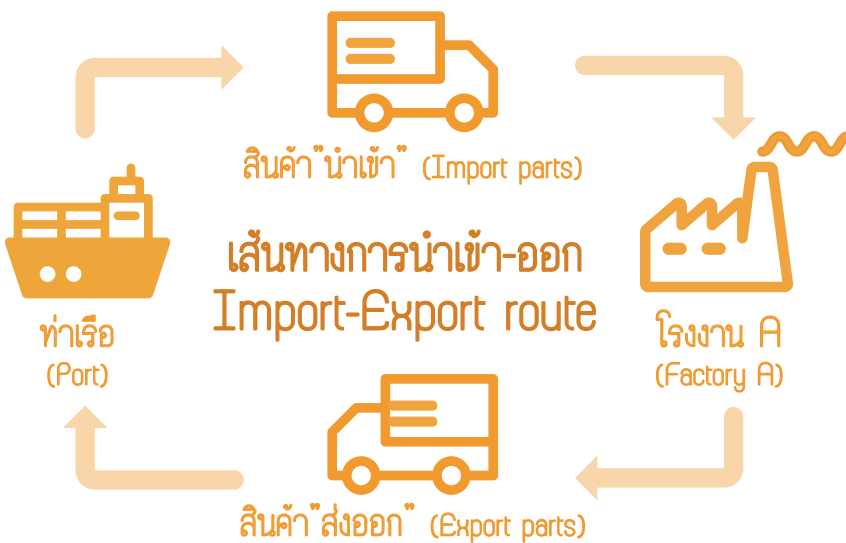 สินค้า"นำเข้า" (Import parts)
เส้นทางการนำเข้า-ออก
Import-Export route
ท่าเรือ
(Port)
โรงงาน A
(Factory A)
สินค้า"ส่งออก" (Export parts)